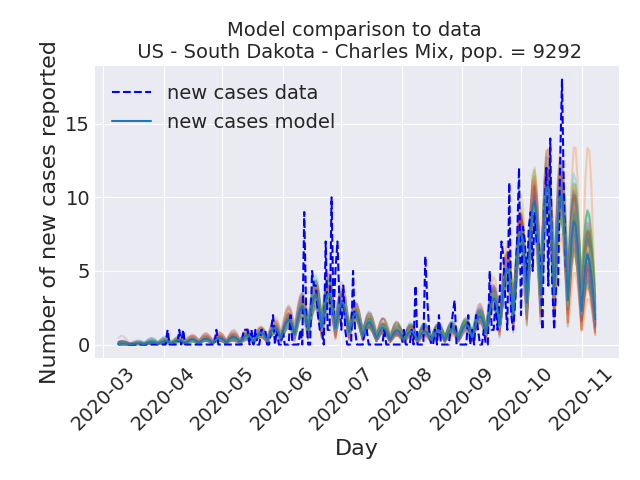 Model comparison to data
US - South Dakota - Charles Mix, pop. = 9292
Number of new cases reported
new cases data
new cases model
15
10
5
0
2020-03
2020-04
2020-05
2020-06
2020-07
2020-08
2020-09
2020-10
2020-11
Day